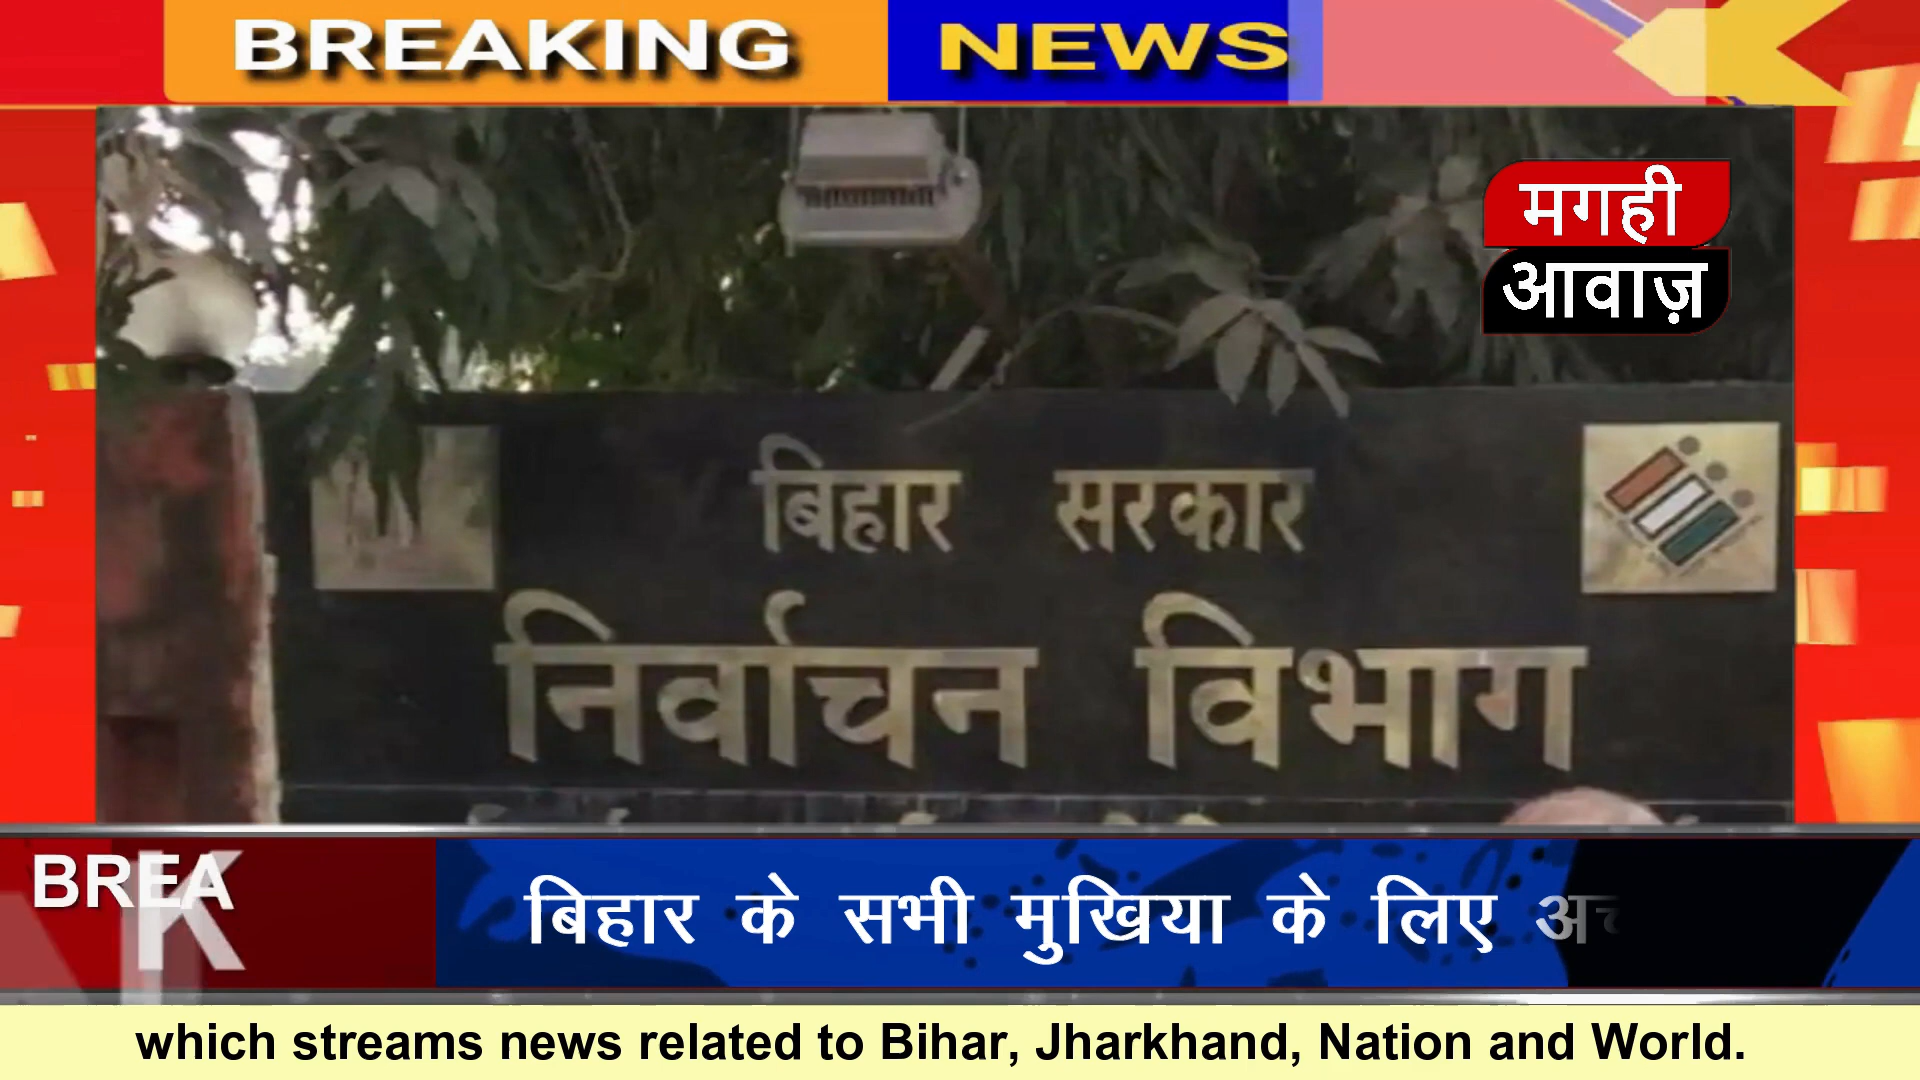 BREAKING NEWS
मगही
आवाज़
बिहार सरकार
निर्वाचन विभाग
BREA
K
बिहार के सभी मुखिया के लिए
which streams news related to Bihar, Jharkhand, Nation and World.